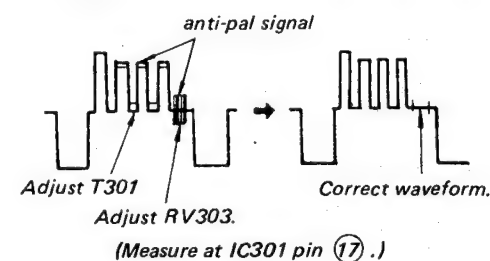 anti-pal signal
Adjust T301
Adjust RV303.
Correct waveform.
(Measure at IC301 pin ⑰ .)